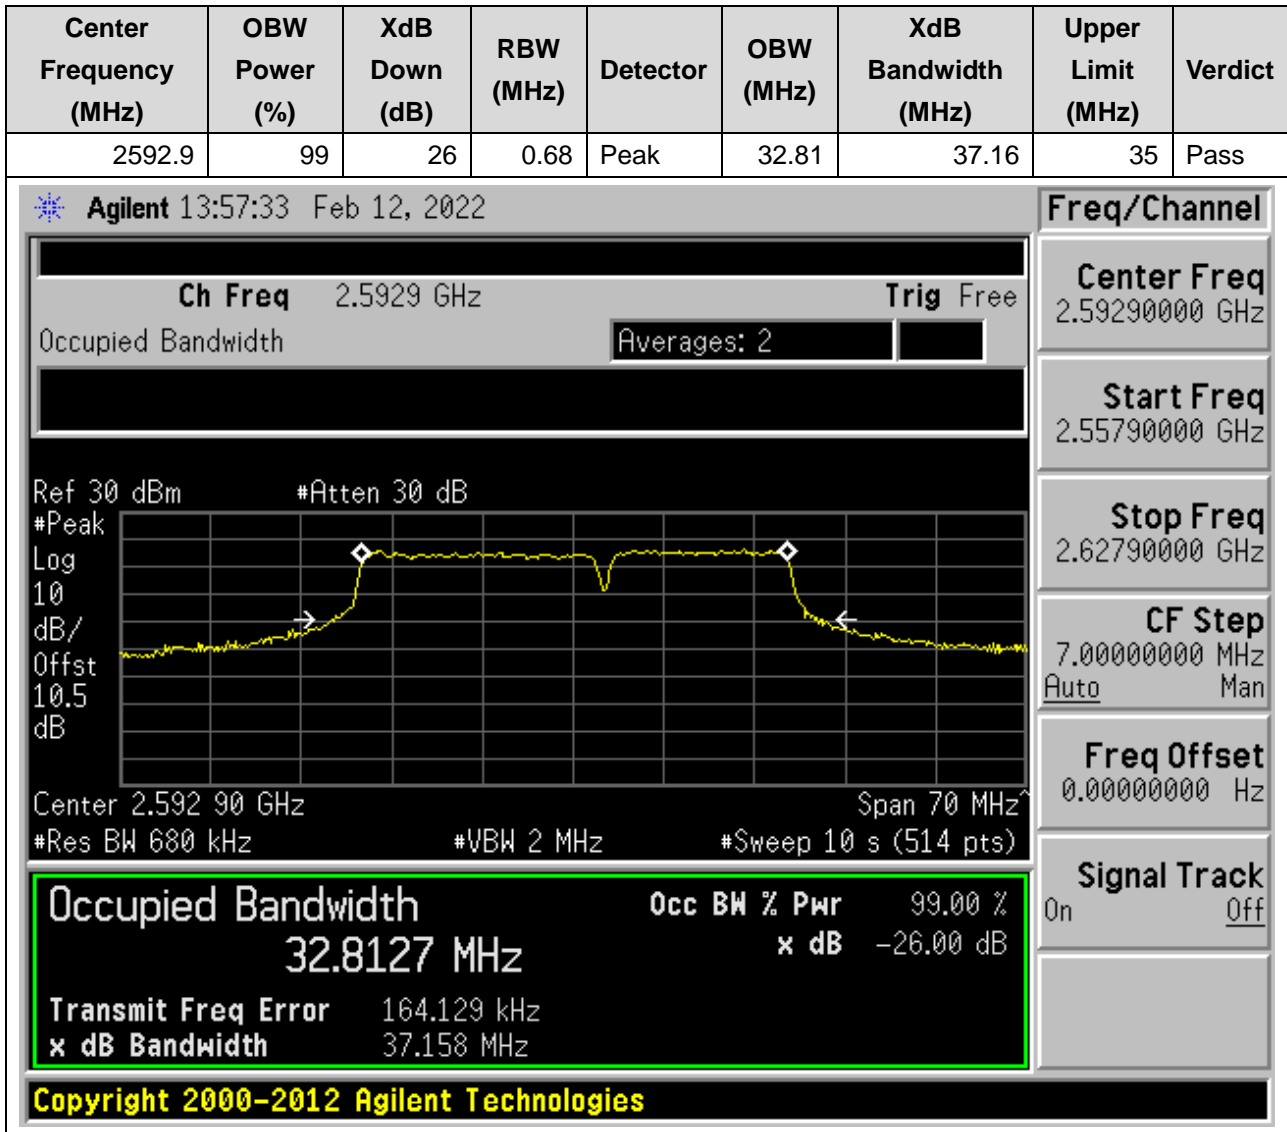 Center Frequency (MHz) OBW Power (%) XdB Down (dB) RBW (MHz) Detector OBW (MHz) XdB Bandwidth (MHz) Upper Limit (MHz) Verdict
2592.9 99 26 0.68 Peak 32.81 37.16 35 Pass
Agilent 13:57:33 Feb 12, 2022
Ch Freq 2.5929 GHz Trig Free
Occupied Bandwidth Averages: 2
Ref 30 dBm #Atten 30 dB
#Peak
Log
10
dB/
Offst
10.5
dB
Center 2.592 90 GHz Span 70 MHz^
#Res BW 680 kHz #VBW 2 MHz #Sweep 10 s (514 pts)
Occupied Bandwidth Occ BW % Pwr 99.00 %
32.8127 MHz x dB -26.00 dB
Transmit Freq Error 164.129 kHz
x dB Bandwidth 37.158 MHz
Freq/Channel
Center Freq
2.59290000 GHz
Start Freq
2.55790000 GHz
Stop Freq
2.62790000 GHz
CF Step
7.00000000 MHz
Auto Man
Freq Offset
0.00000000 Hz
Signal Track
On Off
Copyright 2000-2012 Agilent Technologies